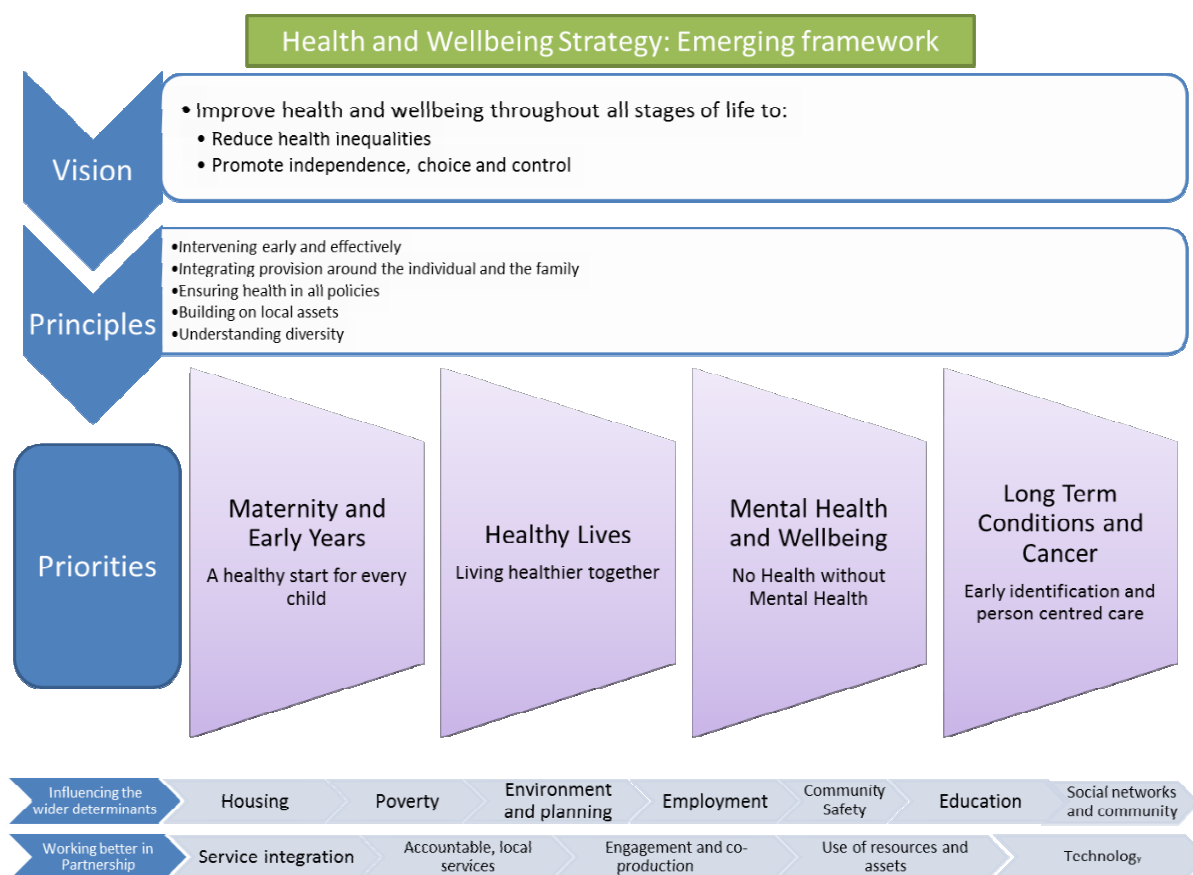 Health and Wellbeing Strategy: Emerging framework
Vision
• Improve health and wellbeing throughout all stages of life to:
• Reduce health inequalities
• Promote independence, choice and control
Principles
•Intervening early and effectively
•Integrating provision around the individual and the family
•Ensuring health in all policies
•Building on local assets
•Understanding diversity
Priorities
Maternity and
Early Years
A healthy start for every
child
Healthy Lives
Living healthier together
Mental Health
and Wellbeing
No Health without
Mental Health
Long Term
Conditions and
Cancer
Early identification and
person centred care
Influencing the
wider determinants
Housing
Poverty
Environment
and planning
Employment
Community
Safety
Education
Social networks
and community
Working better in
Partnership
Service integration
Accountable, local
services
Engagement and co-
production
Use of resources and
assets
Technology